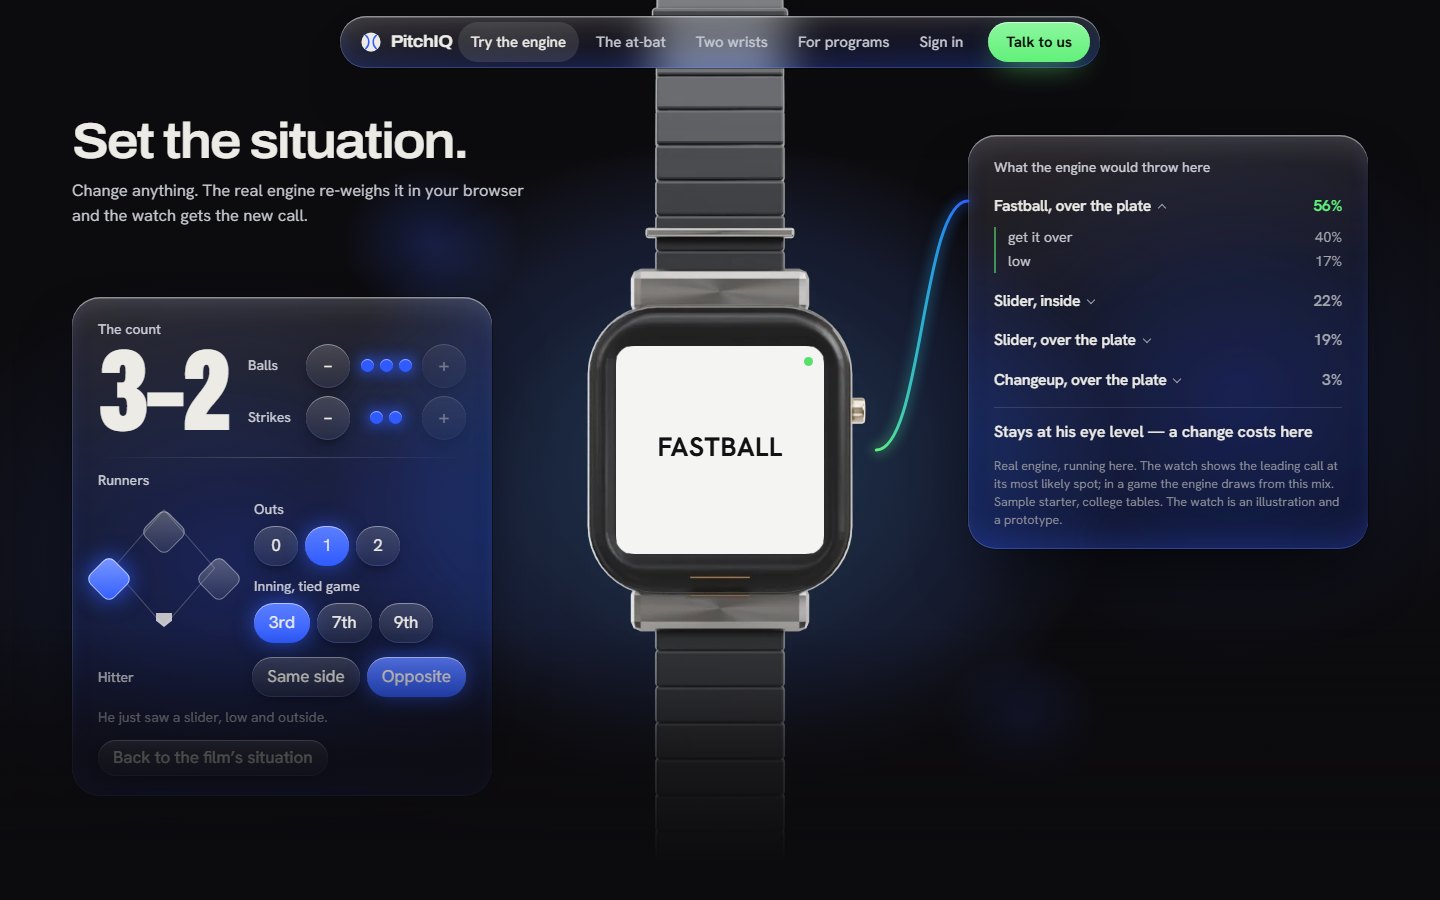 PitchIQ
Try the engine
The at-bat
Two wrists
For programs
Sign in
Talk to us
Set the situation.
Change anything. The real engine re-weighs it in your browser
and the watch gets the new call.
The count
3–2
Balls
−
+
Strikes
−
+
Runners
Outs
0
1
2
Inning, tied game
3rd
7th
9th
Hitter
Same side
Opposite
He just saw a slider, low and outside.
Back to the film’s situation
FASTBALL
What the engine would throw here
Fastball, over the plate 56%
get it over 40%
low 17%
Slider, inside 22%
Slider, over the plate 19%
Changeup, over the plate 3%
Stays at his eye level — a change costs here
Real engine, running here. The watch shows the leading call at
its most likely spot; in a game the engine draws from this mix.
Sample starter, college tables. The watch is an illustration and
a prototype.